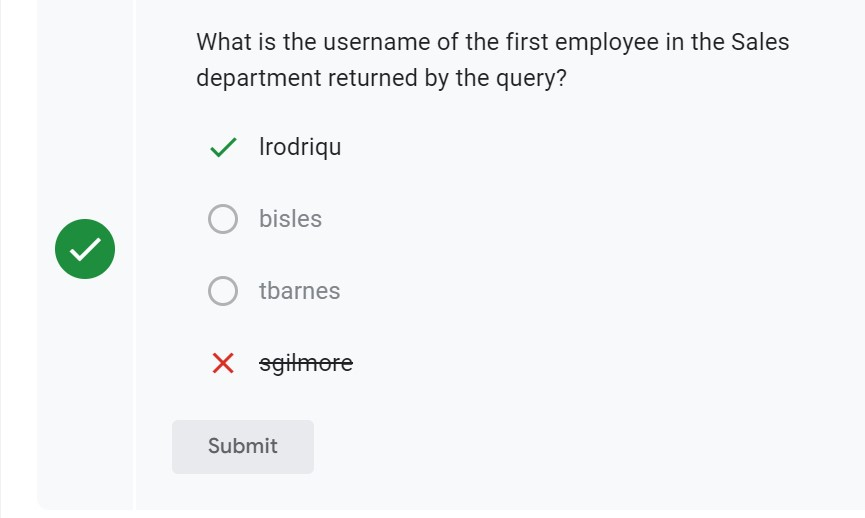 What is the username of the first employee in the Sales
department returned by the query?
lrodriqu
bisles
tbarnes
sgilmore
Submit